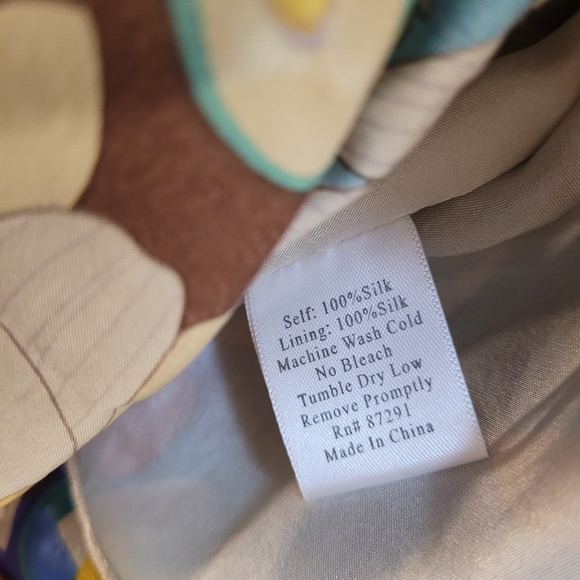 Self: 100%Silk
Lining: 100%Silk
Machine Wash Cold
No Bleach
Tumble Dry Low
Remove Promptly
Rn# 87291
Made In China